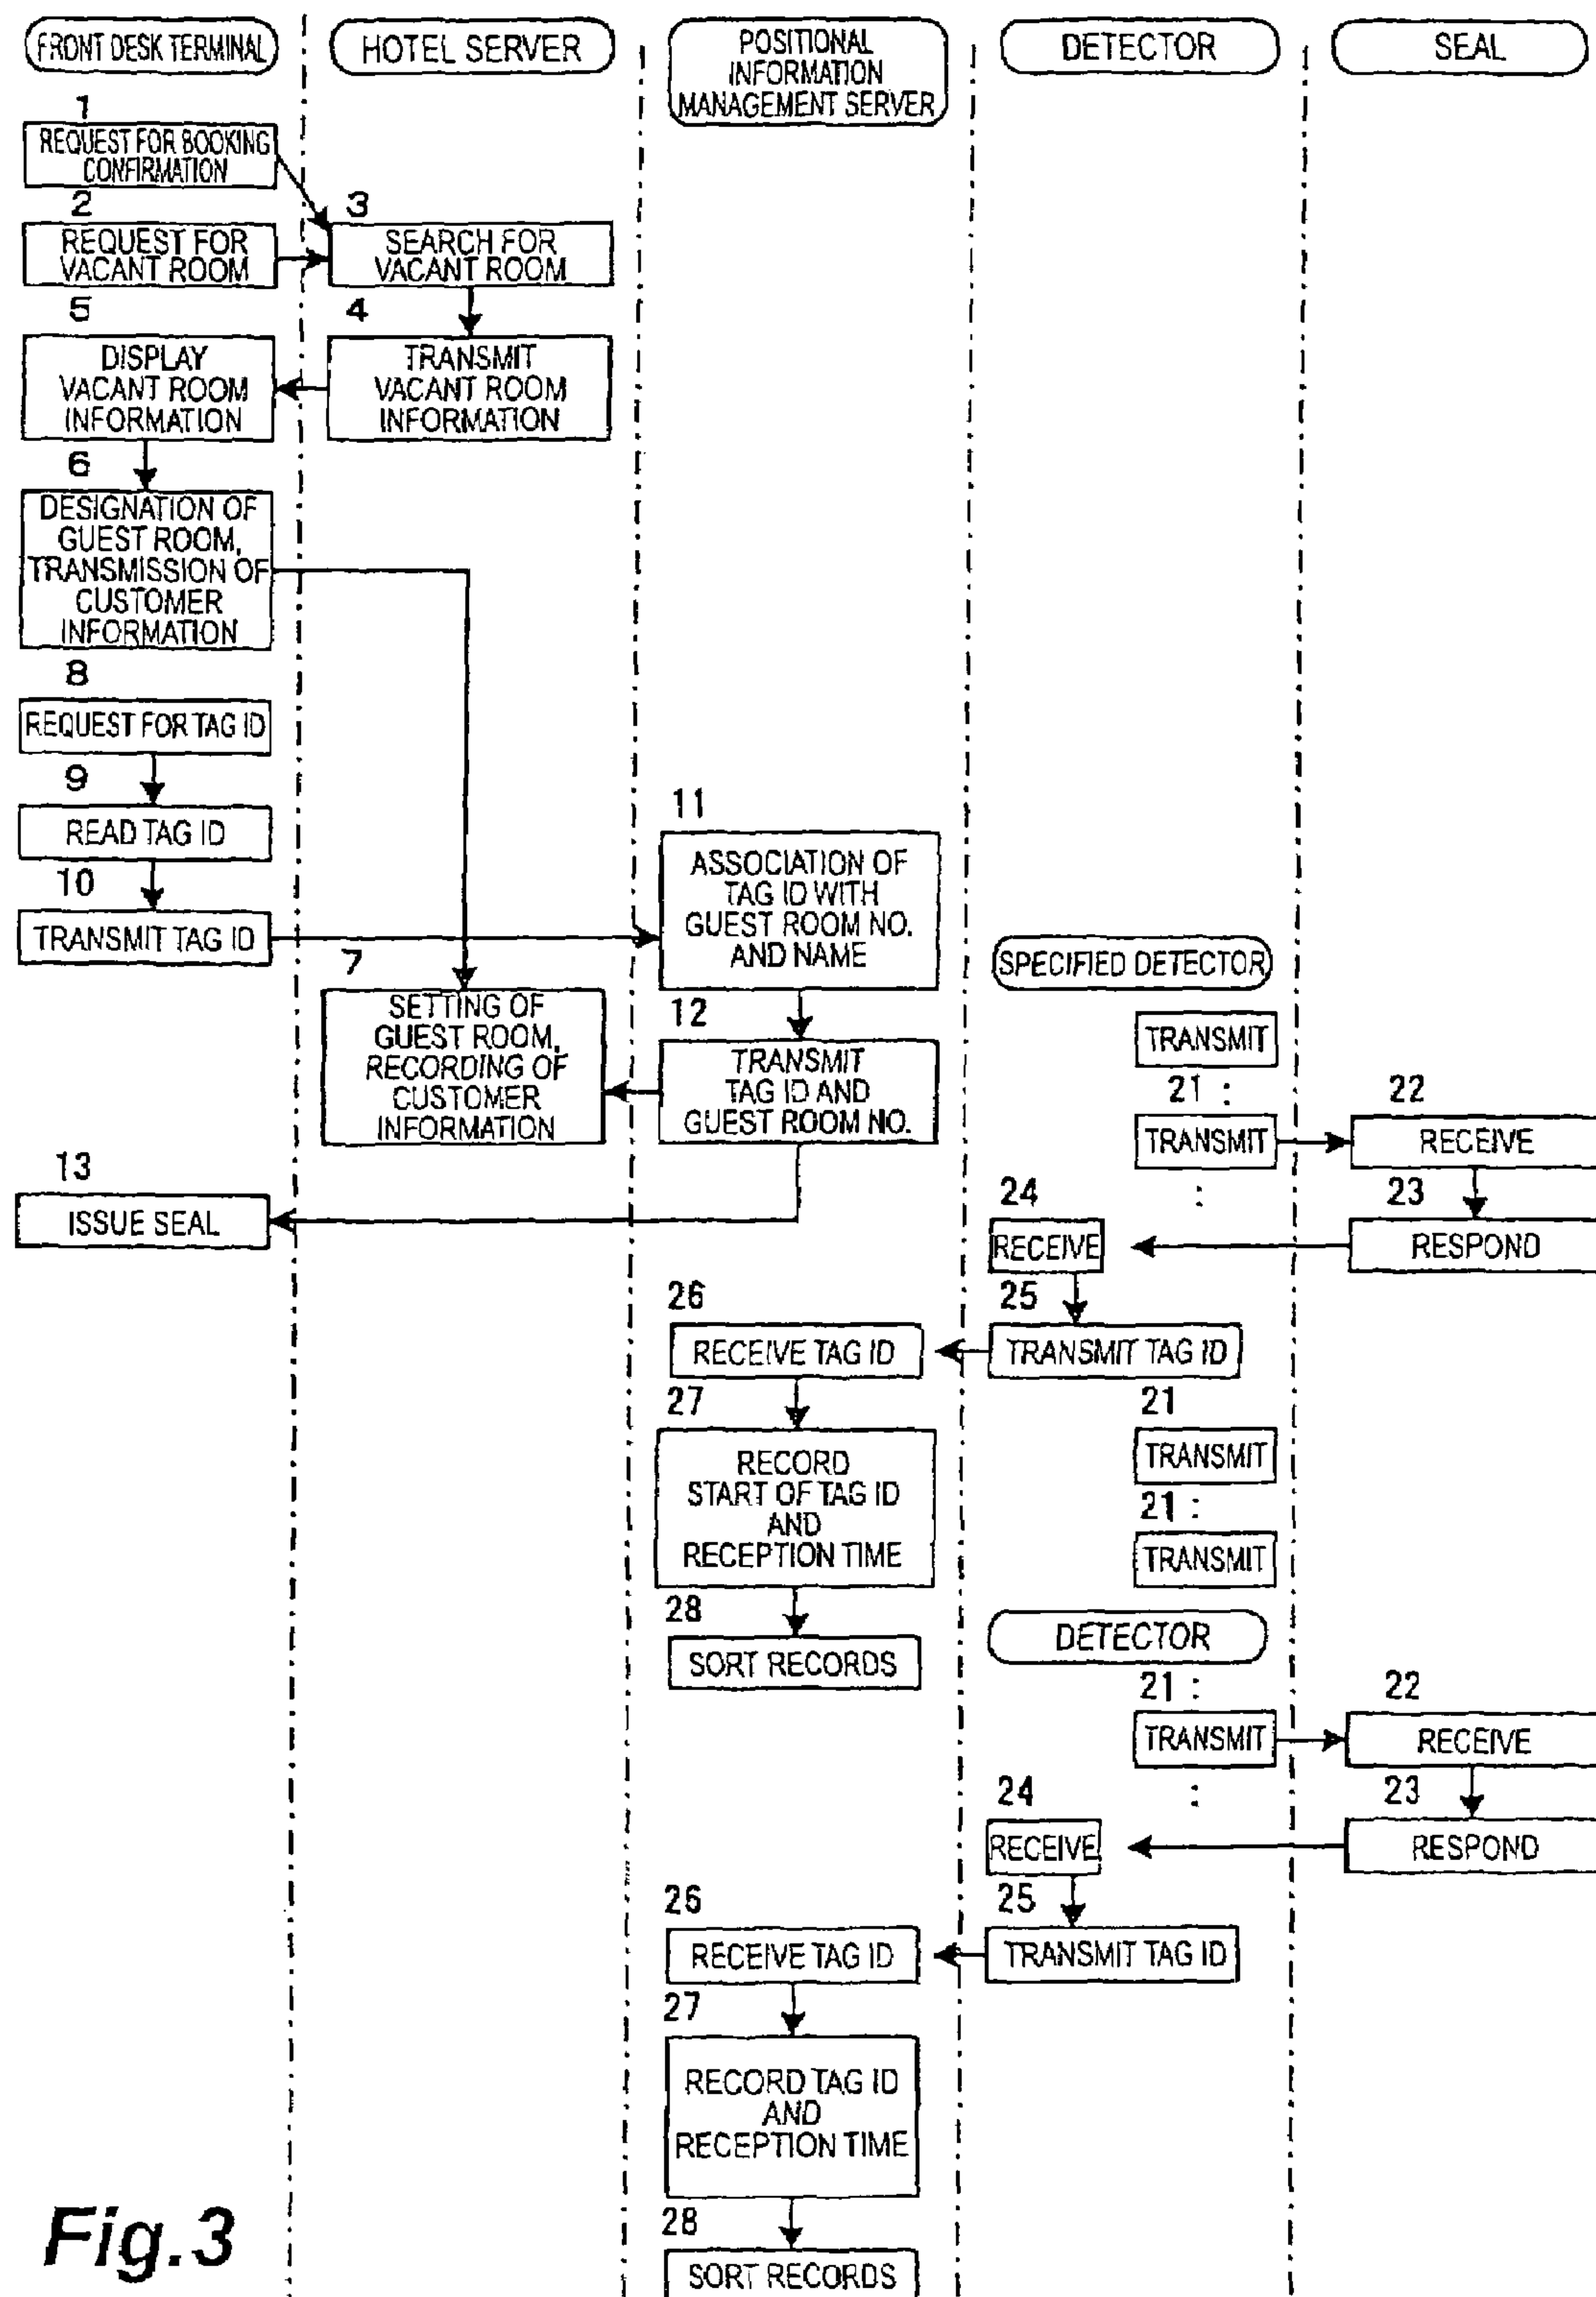 FRONT DESK TERMINAL
HOTEL SERVER
POSITIONAL
INFORMATION
MANAGEMENT SERVER
DETECTOR
SEAL
1
REQUEST FOR BOOKING
CONFIRMATION
2
REQUEST FOR
VACANT ROOM
3
SEARCH FOR
VACANT ROOM
5
DISPLAY
VACANT ROOM
INFORMATION
4
TRANSMIT
VACANT ROOM
INFORMATION
6
DESIGNATION OF
GUEST ROOM,
TRANSMISSION OF
CUSTOMER
INFORMATION
8
REQUEST FOR TAG ID
9
READ TAG ID
10
TRANSMIT TAG ID
11
ASSOCIATION OF
TAG ID WITH
GUEST ROOM NO.
AND NAME
7
SETTING OF
GUEST ROOM,
RECORDING OF
CUSTOMER
INFORMATION
12
TRANSMIT
TAG ID AND
GUEST ROOM NO.
13
ISSUE SEAL
SPECIFIED DETECTOR
TRANSMIT
21 :
TRANSMIT
:
22
RECEIVE
23
RESPOND
24
RECEIVE
25
TRANSMIT TAG ID
26
RECEIVE TAG ID
27
RECORD
START OF TAG ID
AND
RECEPTION TIME
28
SORT RECORDS
21
TRANSMIT
21 :
TRANSMIT
DETECTOR
21 :
TRANSMIT
:
22
RECEIVE
23
RESPOND
24
RECEIVE
25
TRANSMIT TAG ID
26
RECEIVE TAG ID
27
RECORD TAG ID
AND
RECEPTION TIME
28
SORT RECORDS
Fig.3